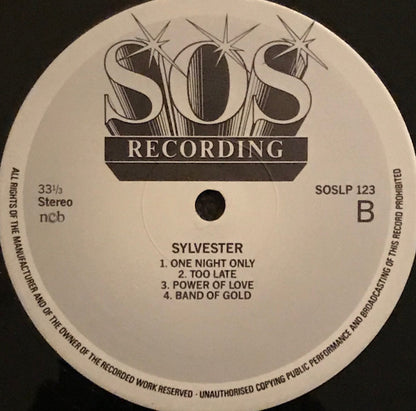 SOS
RECORDING
33⅓
Stereo
ncb
SOSLP 123
B
SYLVESTER
1. ONE NIGHT ONLY
2. TOO LATE
3. POWER OF LOVE
4. BAND OF GOLD
ALL RIGHTS OF THE MANUFACTURER AND OF THE OWNER OF THE RECORDED WORK RESERVED · UNAUTHORISED COPYING PUBLIC PERFORMANCE AND BROADCASTING OF THIS RECORD PROHIBITED